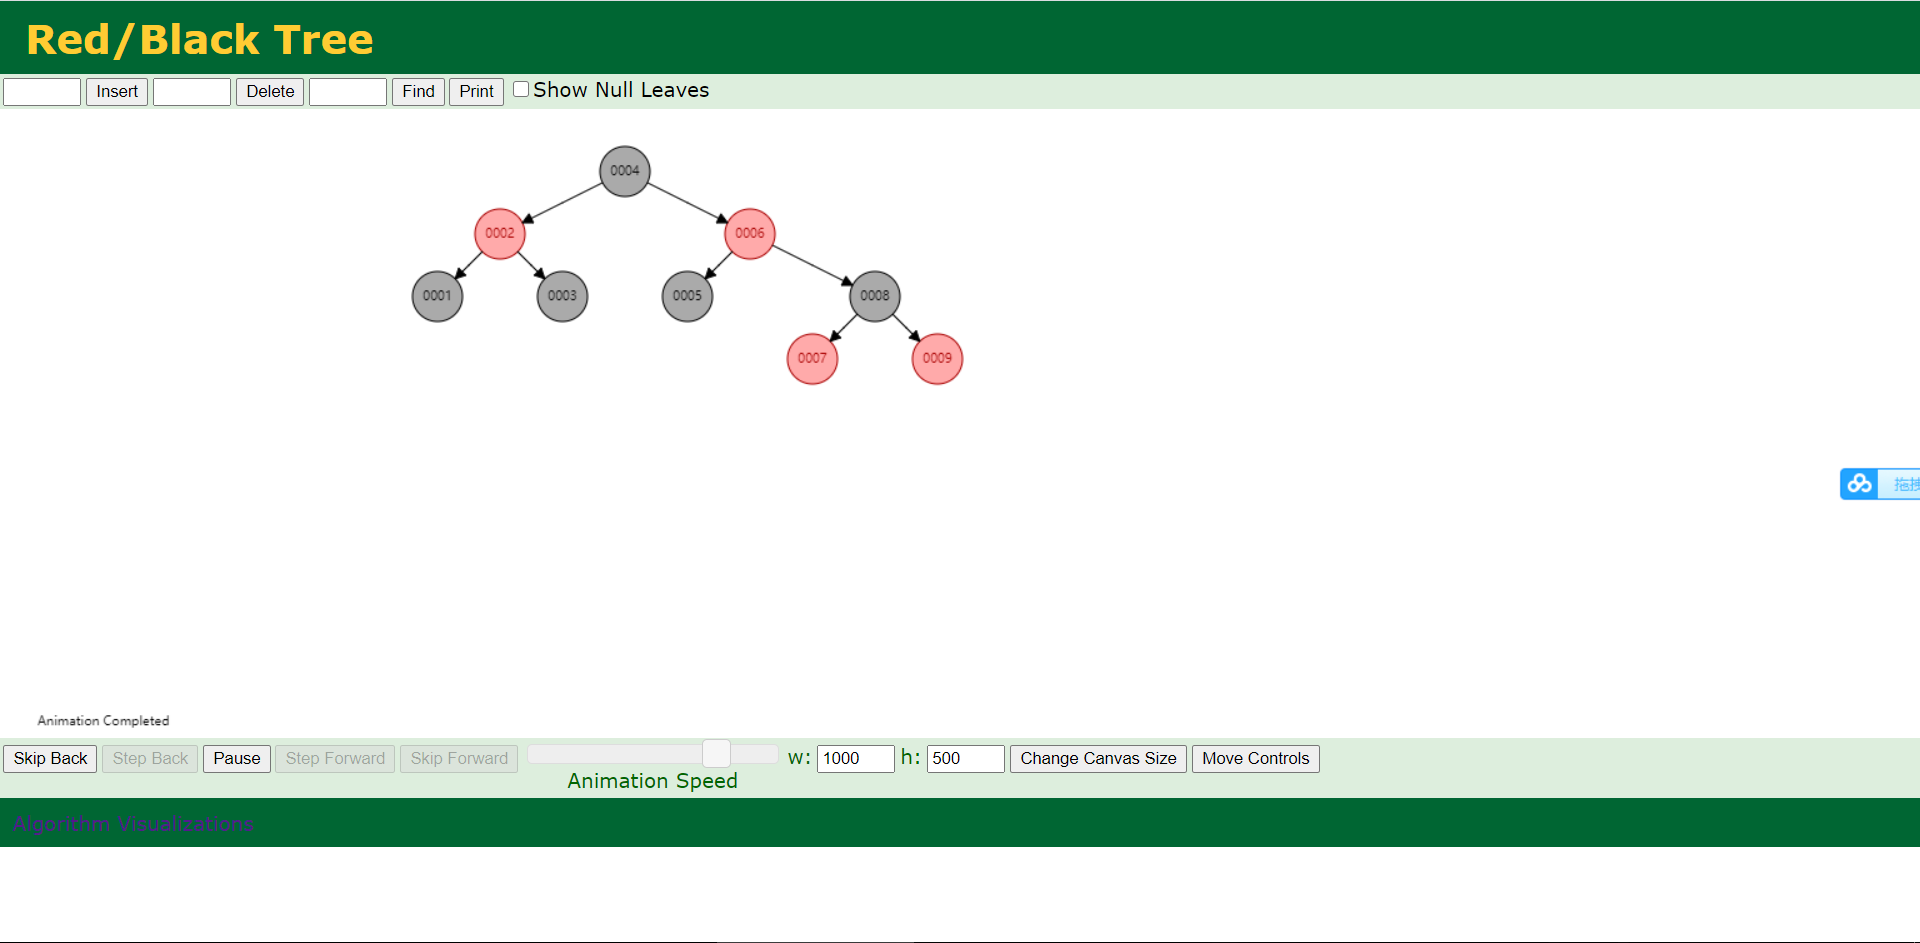 Red/Black Tree
Insert Delete Find Print Show Null Leaves
0004
0002 0006
0001 0003 0005 0008
0007 0009
拖拽
Animation Completed
Skip Back Step Back Pause Step Forward Skip Forward w: 1000 h: 500 Change Canvas Size Move Controls
Animation Speed
Algorithm Visualizations